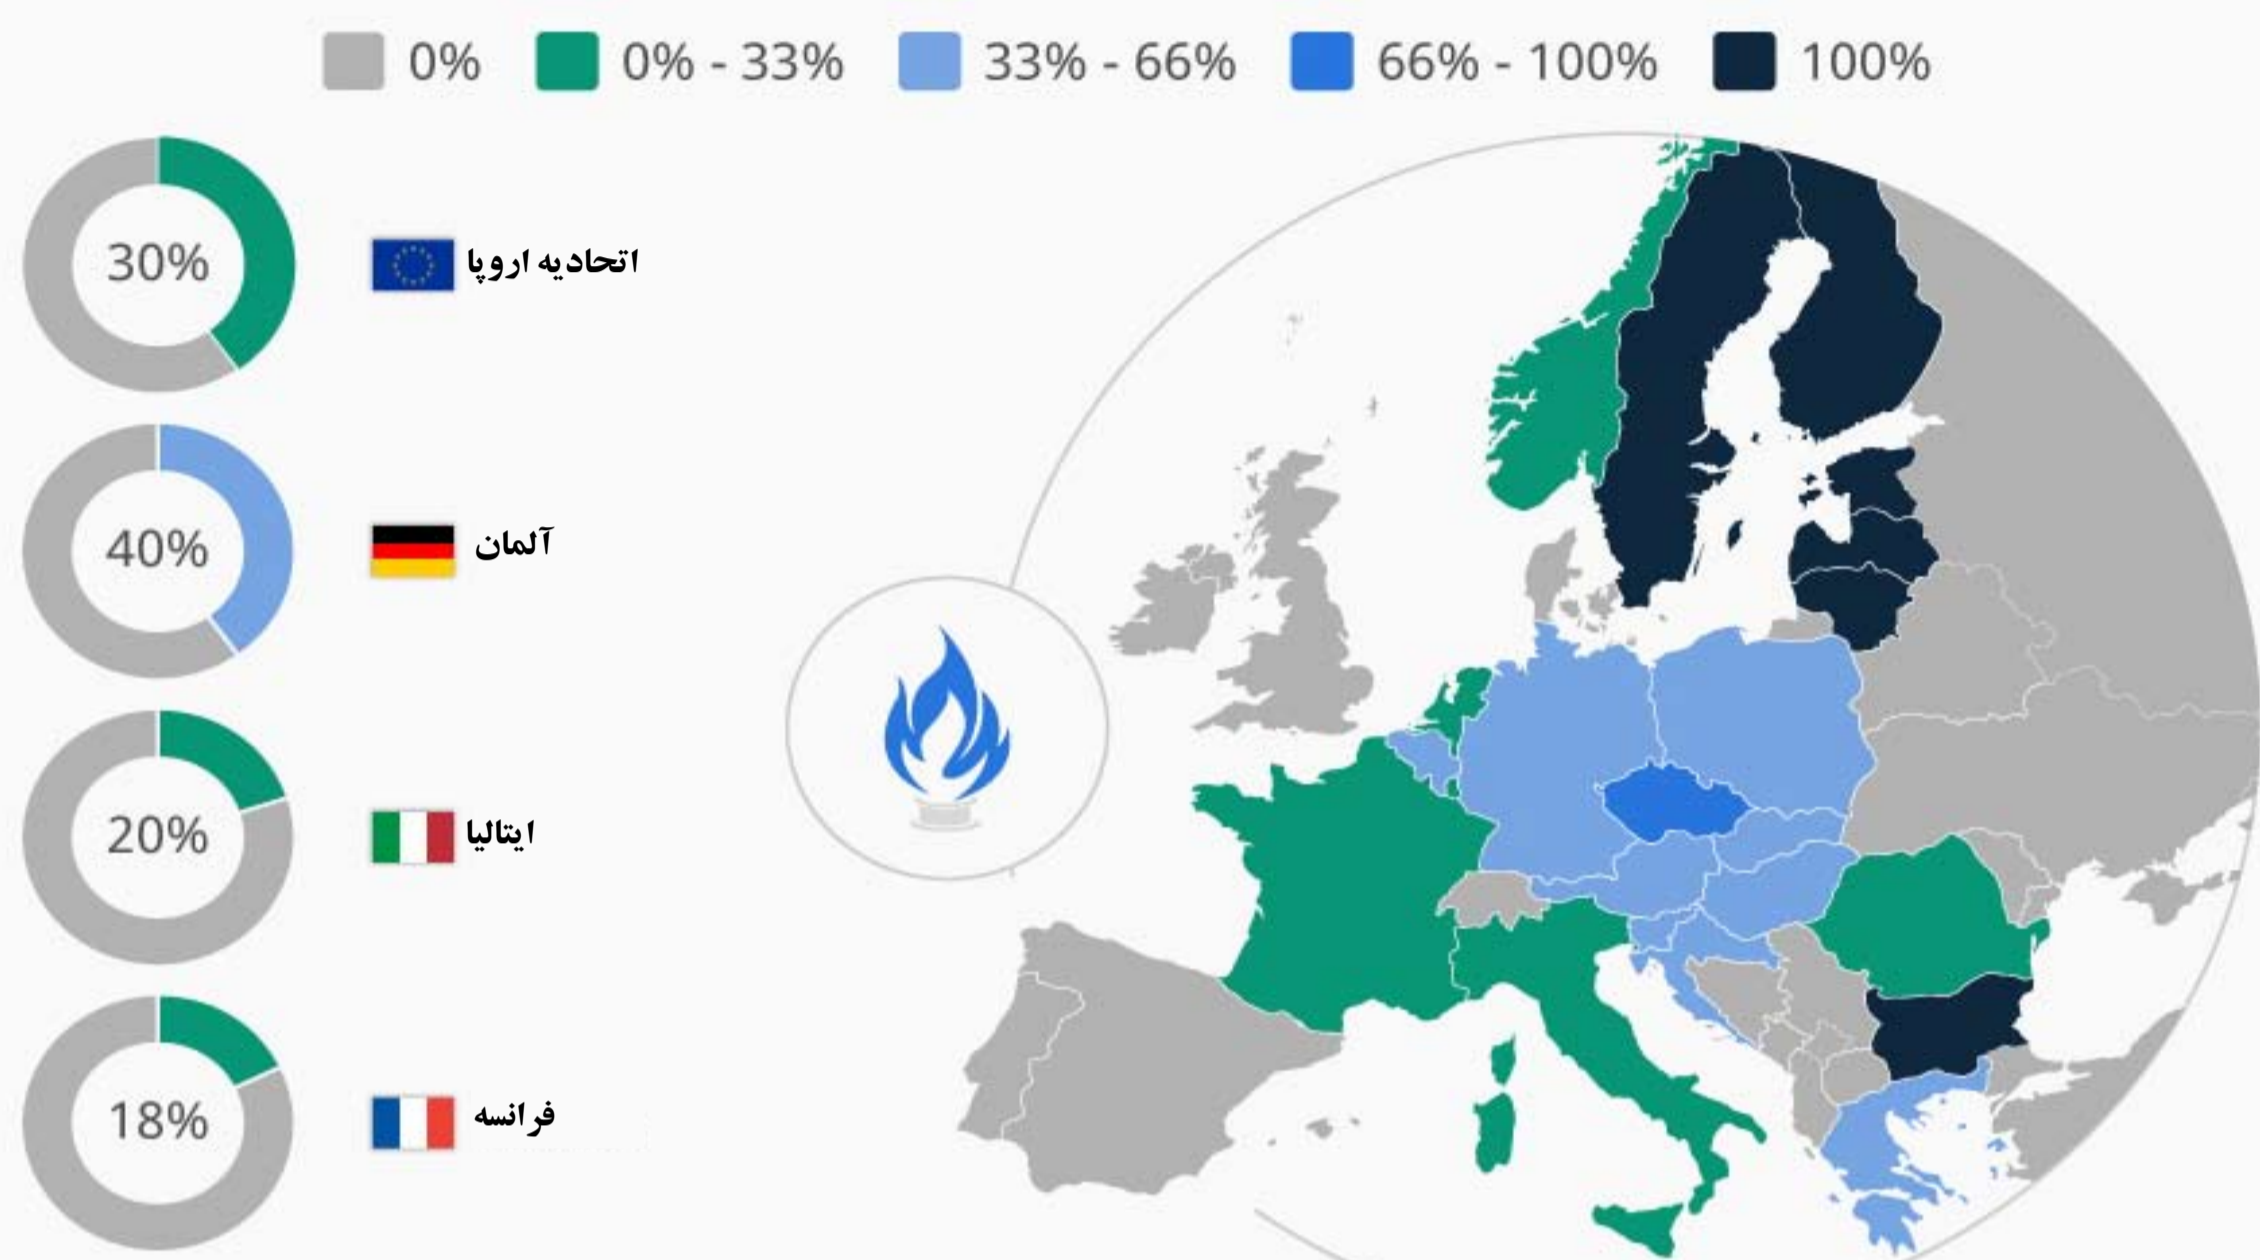 0% 0% - 33% 33% - 66% 66% - 100% 100%
30% اتحادیه اروپا
40% آلمان
20% ایتالیا
18% فرانسه